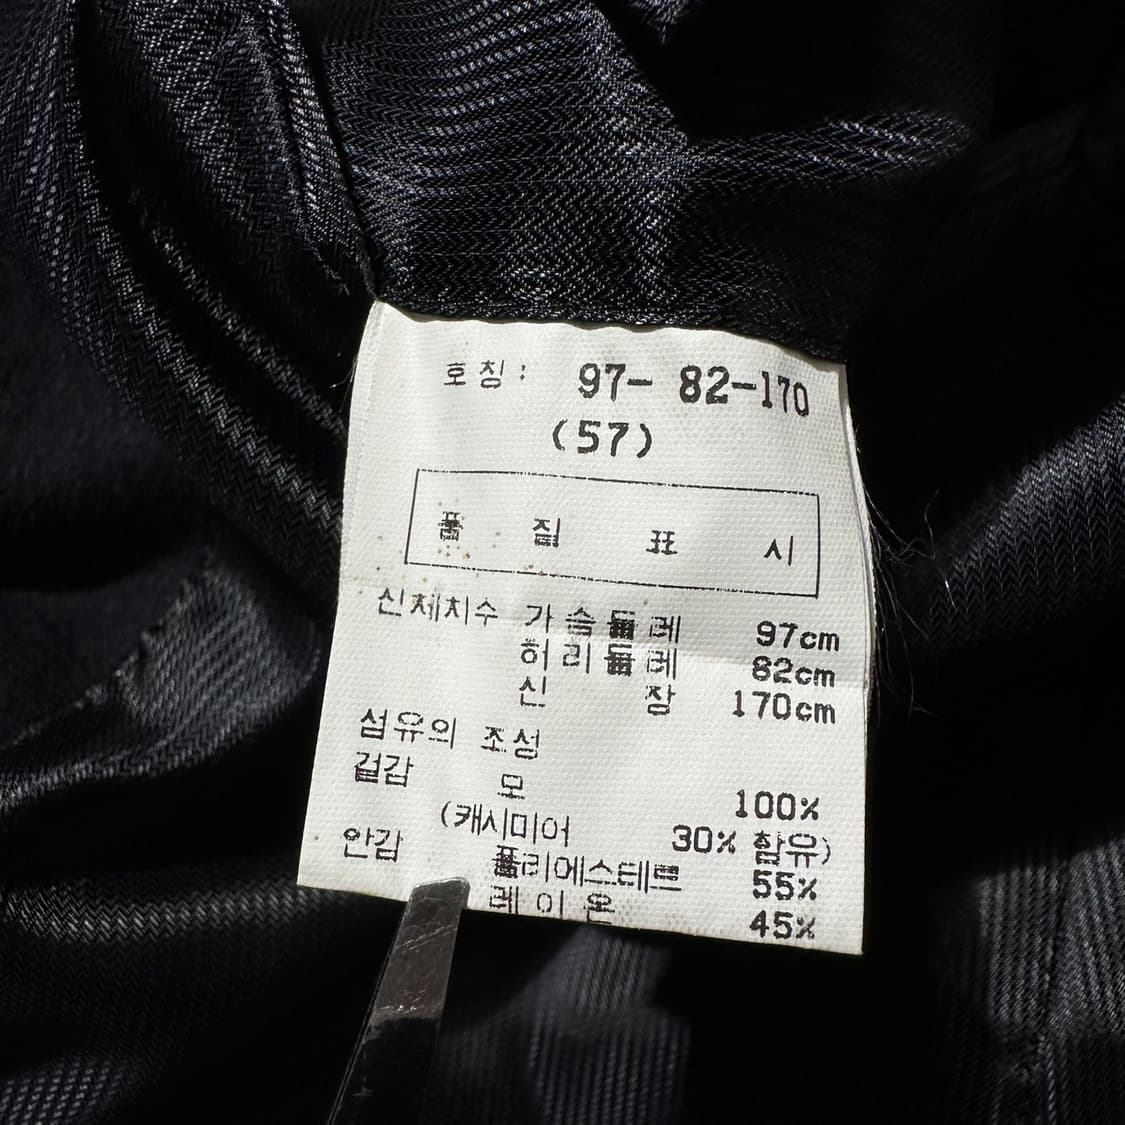 호칭: 97- 82-170
(57)
품 질 표 시
신체치수 가슴둘레 97cm
허리둘레 82cm
신 장 170cm
섬유의 조성
겉감 모 100%
(캐시미어 30% 함유)
안감 폴리에스테르 55%
레이온 45%